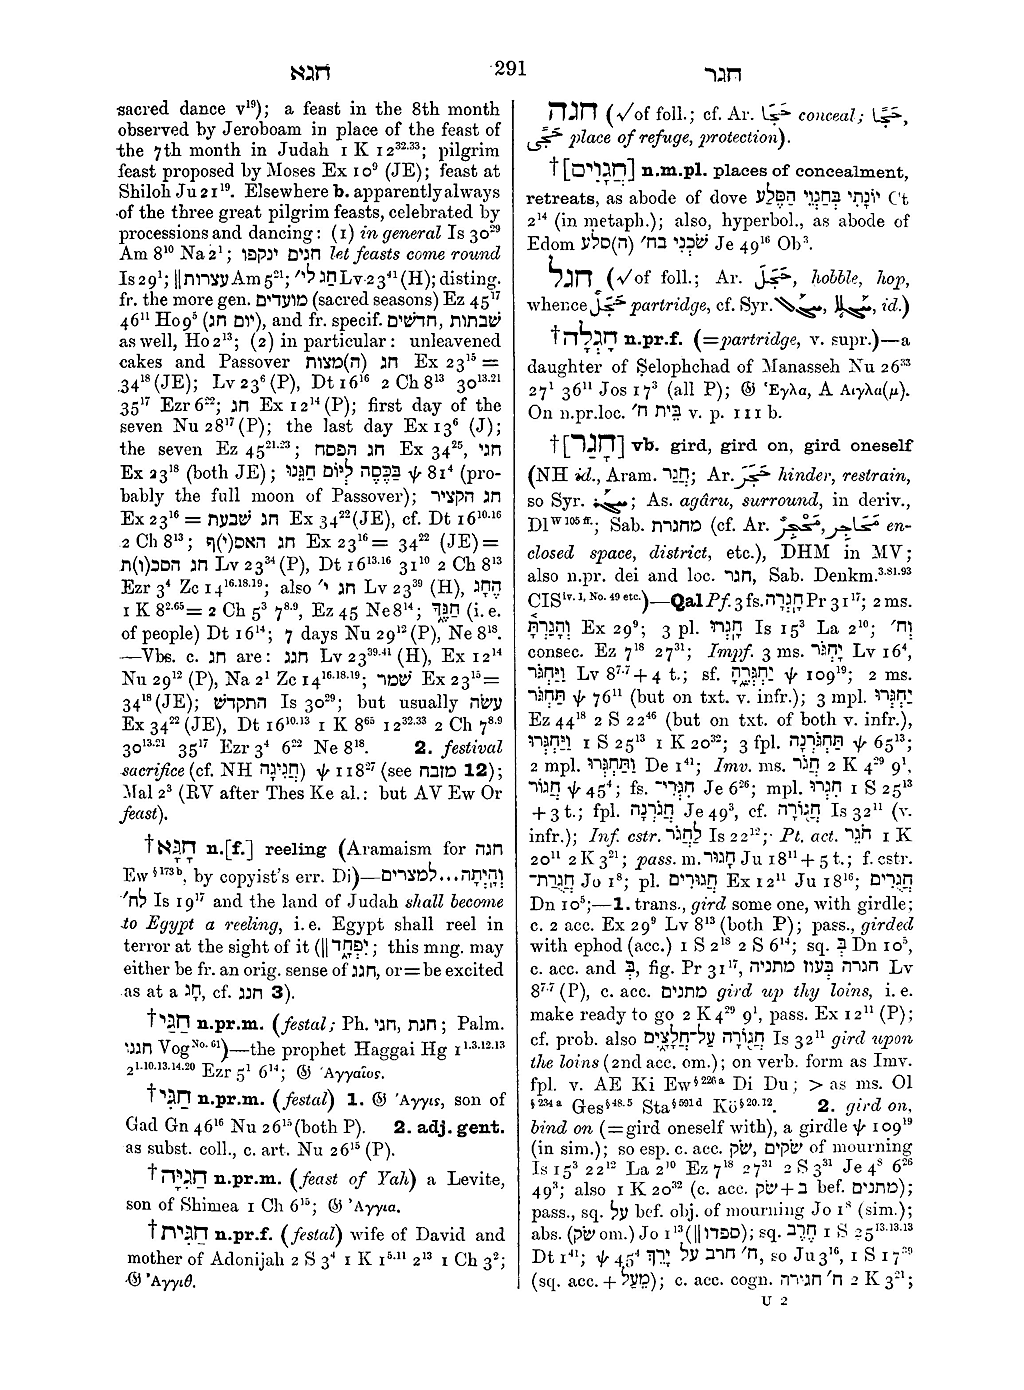 חגא 291 חגר
sacred dance v¹⁹); a feast in the 8th month
observed by Jeroboam in place of the feast of
the 7th month in Judah 1 K 12³²·³³; pilgrim
feast proposed by Moses Ex 10⁹ (JE); feast at
Shiloh Ju 21¹⁹. Elsewhere b. apparently always
of the three great pilgrim feasts, celebrated by
processions and dancing: (1) in general Is 30²⁹
Am 8¹⁰ Na 2¹; חגים ינקפו let feasts come round
Is 29¹; ‖עצרות Am 5²¹; חַג לי׳ Lv 23⁴¹ (H); disting.
fr. the more gen. מועדים (sacred seasons) Ez 45¹⁷
46¹¹ Ho 9⁵ (יום חג), and fr. specif. שבתות, חדשים
as well, Ho 2¹³; (2) in particular: unleavened
cakes and Passover חג (ה)מצות Ex 23¹⁵ =
34¹⁸ (JE); Lv 23⁶ (P), Dt 16¹⁶ 2 Ch 8¹³ 30¹³·²¹
35¹⁷ Ezr 6²²; חג Ex 12¹⁴ (P); first day of the
seven Nu 28¹⁷ (P); the last day Ex 13⁶ (J);
the seven Ez 45²¹·²³; חג הפסח Ex 34²⁵, חגי
Ex 23¹⁸ (both JE); בַּכֶּסֶה לְיוֹם חַגֵּנוּ ψ 81⁴ (pro-
bably the full moon of Passover); חג הקציר
Ex 23¹⁶ = חג שבעת Ex 34²² (JE), cf. Dt 16¹⁰·¹⁶
2 Ch 8¹³; חג האס(י)ף Ex 23¹⁶ = 34²² (JE) =
חג הסכ(ו)ת Lv 23³⁴ (P), Dt 16¹³·¹⁶ 31¹⁰ 2 Ch 8¹³
Ezr 3⁴ Zc 14¹⁶·¹⁸·¹⁹; also חג י׳ Lv 23³⁹ (H), הֶחָג
1 K 8²·⁶⁵ = 2 Ch 5³ 7⁸·⁹, Ez 45 Ne 8¹⁴; חַגֶּךָ (i. e.
of people) Dt 16¹⁴; 7 days Nu 29¹² (P), Ne 8¹⁸.
—Vbs. c. חג are: חגג Lv 23³⁹·⁴¹ (H), Ex 12¹⁴
Nu 29¹² (P), Na 2¹ Zc 14¹⁶·¹⁸·¹⁹; שמר Ex 23¹⁵ =
34¹⁸ (JE); התקדש Is 30²⁹; but usually עשה
Ex 34²² (JE), Dt 16¹⁰·¹³ 1 K 8⁶⁵ 12³²·³³ 2 Ch 7⁸·⁹
30¹³·²¹ 35¹⁷ Ezr 3⁴ 6²² Ne 8¹⁸. 2. festival
sacrifice (cf. NH חֲגִיגָה) ψ 118²⁷ (see מזבח 12);
Mal 2³ (RV after Thes Ke al.: but AV Ew Or
feast).
†חָגָּא n.[f.] reeling (Aramaism for חגה
Ew § 173 b, by copyist's err. Di)—וְהָיְתָה...למצרים
לח׳ Is 19¹⁷ and the land of Judah shall become
to Egypt a reeling, i. e. Egypt shall reel in
terror at the sight of it (‖ יִפְחָד; this mng. may
either be fr. an orig. sense of חגג, or = be excited
as at a חָג, cf. חגג 3).
†חַגַּי n.pr.m. (festal; Ph. חגי, חגת; Palm.
חגגי Vog No. 61)—the prophet Haggai Hg 1¹·³·¹²·¹³
2¹·¹⁰·¹³·¹⁴·²⁰ Ezr 5¹ 6¹⁴; 𝔊 Ἀγγαῖος.
†חַגִּי n.pr.m. (festal) 1. 𝔊 Ἀγγις, son of
Gad Gn 46¹⁶ Nu 26¹⁵ (both P). 2. adj. gent.
as subst. coll., c. art. Nu 26¹⁵ (P).
†חַגִּיָּה n.pr.m. (feast of Yah) a Levite,
son of Shimea 1 Ch 6¹⁵; 𝔊 Ἀγγια.
†חַגִּית n.pr.f. (festal) wife of David and
mother of Adonijah 2 S 3⁴ 1 K 1⁵·¹¹ 2¹³ 1 Ch 3²;
𝔊 Ἀγγιθ.
חגה (√ of foll.; cf. Ar. conceal;
place of refuge, protection).
†[חֲגָוִים] n.m.pl. places of concealment,
retreats, as abode of dove יוֹנָתִי בְּחַגְוֵי הַסֶּלַע Ct
2¹⁴ (in metaph.); also, hyperbol., as abode of
Edom שֹׁכְנִי בח׳ (ה)סלע Je 49¹⁶ Ob³.
חגל (√ of foll.; Ar. حَجَلَ, hobble, hop,
whence حَجَل partridge, cf. Syr. id.)
†חָגְלָה n.pr.f. (= partridge, v. supr.)—a
daughter of Ṣelophchad of Manasseh Nu 26³³
27¹ 36¹¹ Jos 17³ (all P); 𝔊 Ἐγλα, A Αιγλα(μ).
On n.pr.loc. בֵּית ח׳ v. p. 111 b.
†[חָגַר] vb. gird, gird on, gird oneself
(NH id., Aram. חֲגַר; Ar. حَجَرَ hinder, restrain,
so Syr. ; As. agâru, surround, in deriv.,
Dl W 105 ff.; Sab. מחגרת (cf. Ar. en-
closed space, district, etc.), DHM in MV;
also n.pr. dei and loc. חגר, Sab. Denkm. 3.81.93
CIS iv. 1, No. 49 etc.)—Qal Pf. 3 fs. חָגְרָה Pr 31¹⁷; 2 ms.
וְחָגַרְתָּ Ex 29⁹; 3 pl. חָגְרוּ Is 15³ La 2¹⁰; וְח׳
consec. Ez 7¹⁸ 27³¹; Impf. 3 ms. יַחְגֹּר Lv 16⁴,
וַיַּחְגֹּר Lv 8⁷·⁷ + 4 t.; sf. יַחְגְּרֶהָ ψ 109¹⁹; 2 ms.
תַּחְגֹּר ψ 76¹¹ (but on txt. v. infr.); 3 mpl. יַחְגְּרוּ
Ez 44¹⁸ 2 S 22⁴⁶ (but on txt. of both v. infr.),
וַיַּחְגְּרוּ 1 S 25¹³ 1 K 20³²; 3 fpl. תַּחְגֹּרְנָה ψ 65¹³;
2 mpl. וַתַּחְגְּרוּ De 1⁴¹; Imv. ms. חֲגֹר 2 K 4²⁹ 9¹,
חֲגוֹר ψ 45⁴; fs. חִגְרִי־ Je 6²⁶; mpl. חִגְרוּ 1 S 25¹³
+ 3 t.; fpl. חֲגֹרְנָה Je 49³, cf. חֲגוֹרָה Is 32¹¹ (v.
infr.); Inf. cstr. לַחְגֹּר Is 22¹²; Pt. act. חֹגֵר 1 K
20¹¹ 2 K 3²¹; pass. m. חָגוּר Ju 18¹¹ + 5 t.; f. cstr.
חֲגֻרַת־ Jo 1⁸; pl. חֲגוּרִים Ex 12¹¹ Ju 18¹⁶; חֲגֻרִים
Dn 10⁵;—1. trans., gird some one, with girdle;
c. 2 acc. Ex 29⁹ Lv 8¹³ (both P); pass., girded
with ephod (acc.) 1 S 2¹⁸ 2 S 6¹⁴; sq. בְּ Dn 10⁵,
c. acc. and בְּ, fig. Pr 31¹⁷, חגרה בעוז מתניה Lv
8⁷·⁷ (P), c. acc. מתנים gird up thy loins, i. e.
make ready to go 2 K 4²⁹ 9¹, pass. Ex 12¹¹ (P);
cf. prob. also חֲגוֹרָה עַל־חֲלָצָיִם Is 32¹¹ gird upon
the loins (2nd acc. om.); on verb. form as Imv.
fpl. v. AE Ki Ew § 226 a Di Du; > as ms. Ol
§ 234 a Ges § 48. 5 Sta § 591 d Kö § 20. 12. 2. gird on,
bind on (= gird oneself with), a girdle ψ 109¹⁹
(in sim.); so esp. c. acc. שַׂק, שַׂקִּים of mourning
Is 15³ 22¹² La 2¹⁰ Ez 7¹⁸ 27³¹ 2 S 3³¹ Je 4⁸ 6²⁶
49³; also 1 K 20³² (c. acc. שַׂק + ב bef. מתנים);
pass., sq. על bef. obj. of mourning Jo 1⁸ (sim.);
abs. (שׂק om.) Jo 1¹³ (‖ ספדו); sq. חֶרֶב 1 S 25¹³·¹³·¹³
Dt 1⁴¹; ψ 45⁴ ח׳ חרב על יָרֵךְ, so Ju 3¹⁶, 1 S 17³⁹
(sq. acc. + מֵעַל); c. acc. cogn. ח׳ חגירה 2 K 3²¹;
U 2